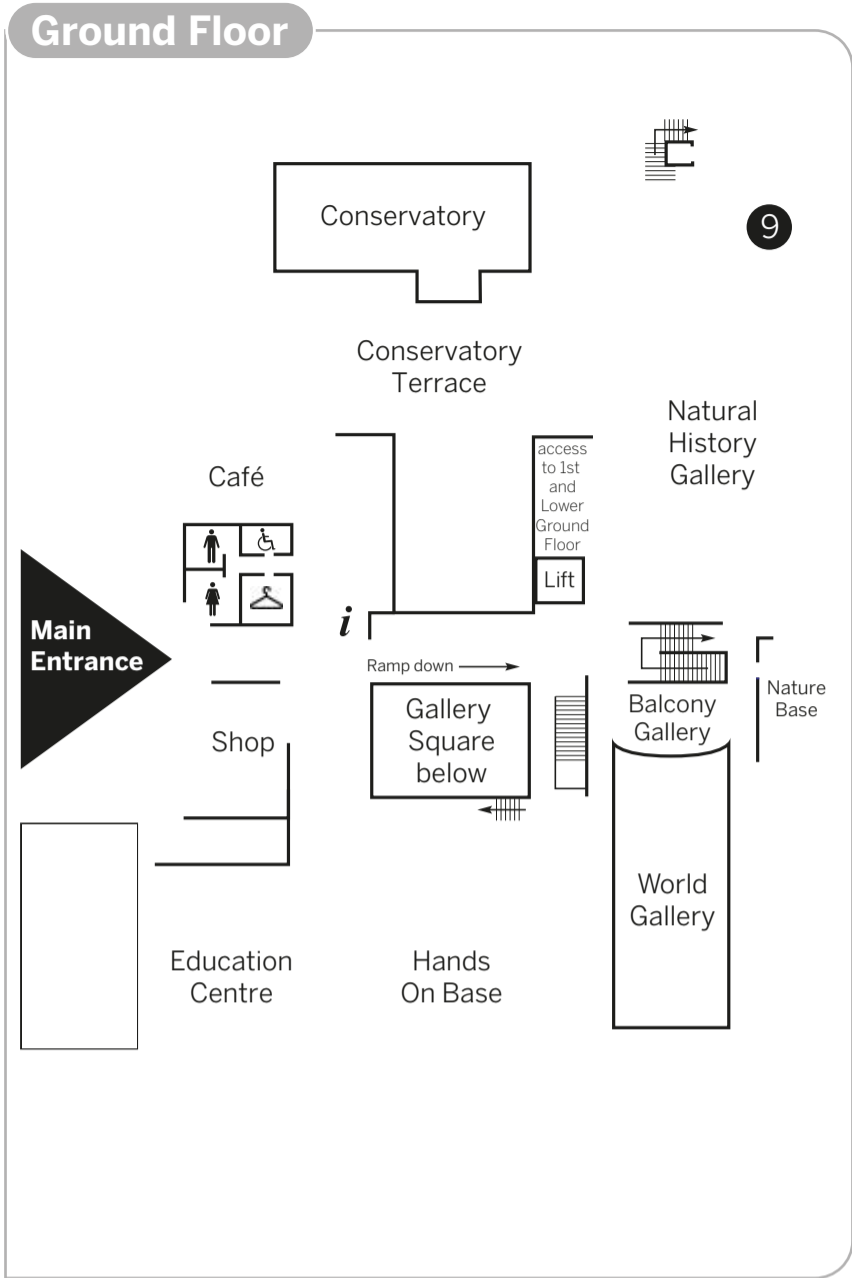 Ground Floor
9
Conservatory
Conservatory
Terrace
Natural
History
Gallery
access
to 1st
and
Lower
Ground
Floor
Lift
Café
Main
Entrance
i
Ramp down
Gallery
Square
below
Balcony
Gallery
Nature
Base
Shop
World
Gallery
Education
Centre
Hands
On Base